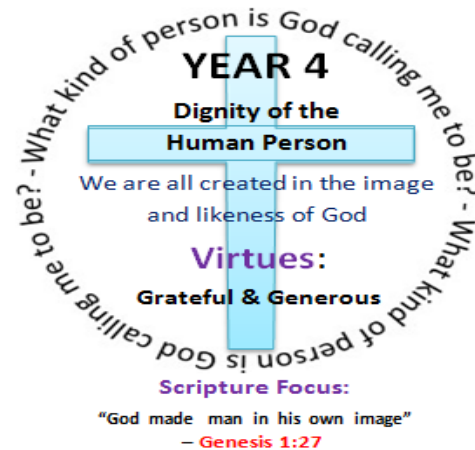 What kind of person is God calling me to be? - What kind of person is God calling me to be? -
YEAR 4
Dignity of the
Human Person
We are all created in the image
and likeness of God
Virtues:
Grateful & Generous
Scripture Focus:
“God made man in his own image”
– Genesis 1:27